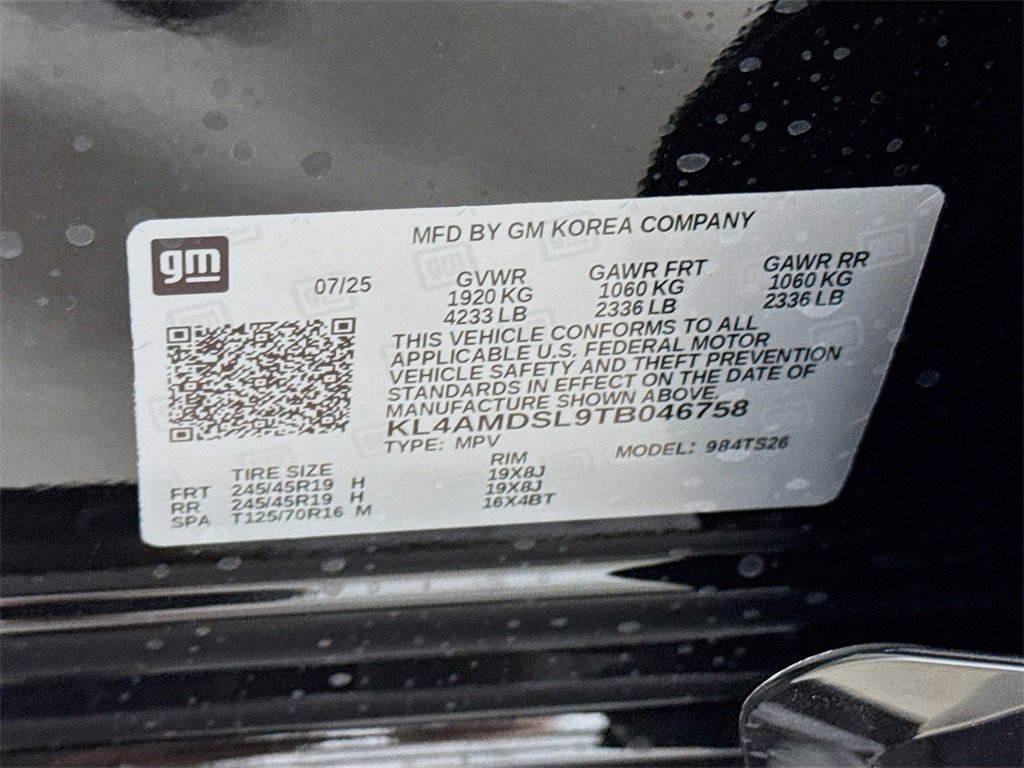 MFD BY GM KOREA COMPANY
gm
07/25
GVWR GAWR FRT GAWR RR
1920 KG 1060 KG 1060 KG
4233 LB 2336 LB 2336 LB
THIS VEHICLE CONFORMS TO ALL
APPLICABLE U.S. FEDERAL MOTOR
VEHICLE SAFETY AND THEFT PREVENTION
STANDARDS IN EFFECT ON THE DATE OF
MANUFACTURE SHOWN ABOVE.
KL4AMDSL9TB046758
TYPE: MPV MODEL: 984TS26
TIRE SIZE RIM
FRT 245/45R19 H 19X8J
RR 245/45R19 H 19X8J
SPA T125/70R16 M 16X4BT